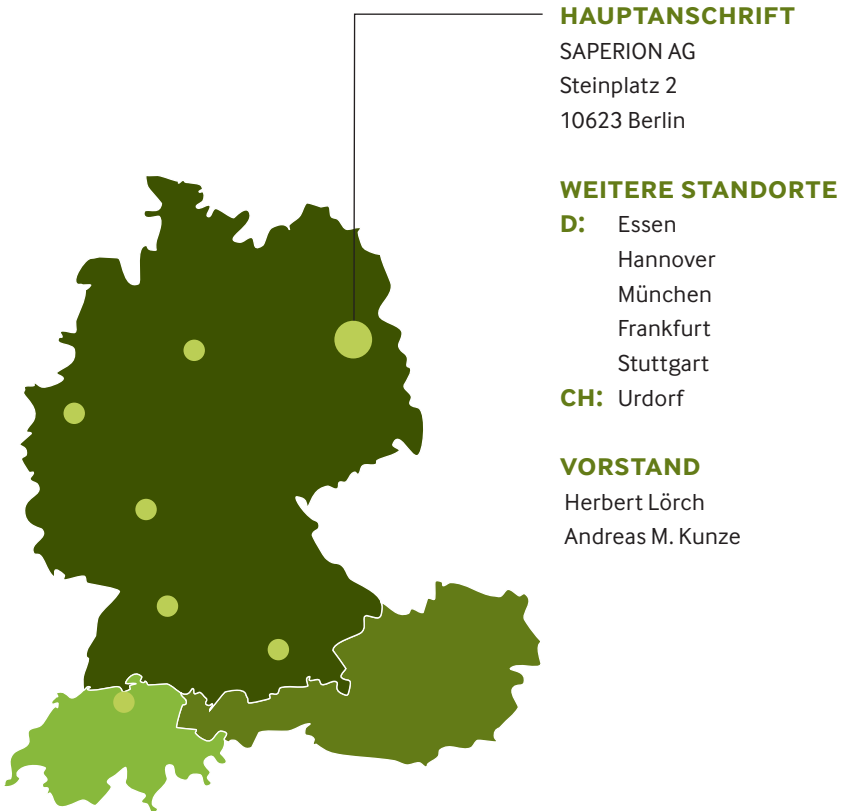 HAUPTANSCHRIFT
SAPERION AG
Steinplatz 2
10623 Berlin
WEITERE STANDORTE
D: Essen
Hannover
München
Frankfurt
Stuttgart
CH: Urdorf
VORSTAND
Herbert Lörch
Andreas M. Kunze